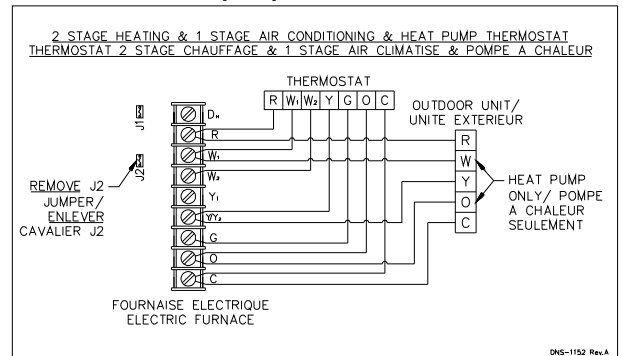 2 STAGE HEATING & 1 STAGE AIR CONDITIONING & HEAT PUMP THERMOSTAT
THERMOSTAT 2 STAGE CHAUFFAGE & 1 STAGE AIR CLIMATISE & POMPE A CHALEUR
THERMOSTAT
R W1 W2 Y G O C
OUTDOOR UNIT/
UNITE EXTERIEUR
R
W
Y
O
C
HEAT PUMP
ONLY/ POMPE
A CHALEUR
SEULEMENT
J1
J2
DH
R
W1
W2
Y1
Y/Y2
G
O
C
REMOVE J2
JUMPER/
ENLEVER
CAVALIER J2
FOURNAISE ELECTRIQUE
ELECTRIC FURNACE
DNS-1152 Rev.A